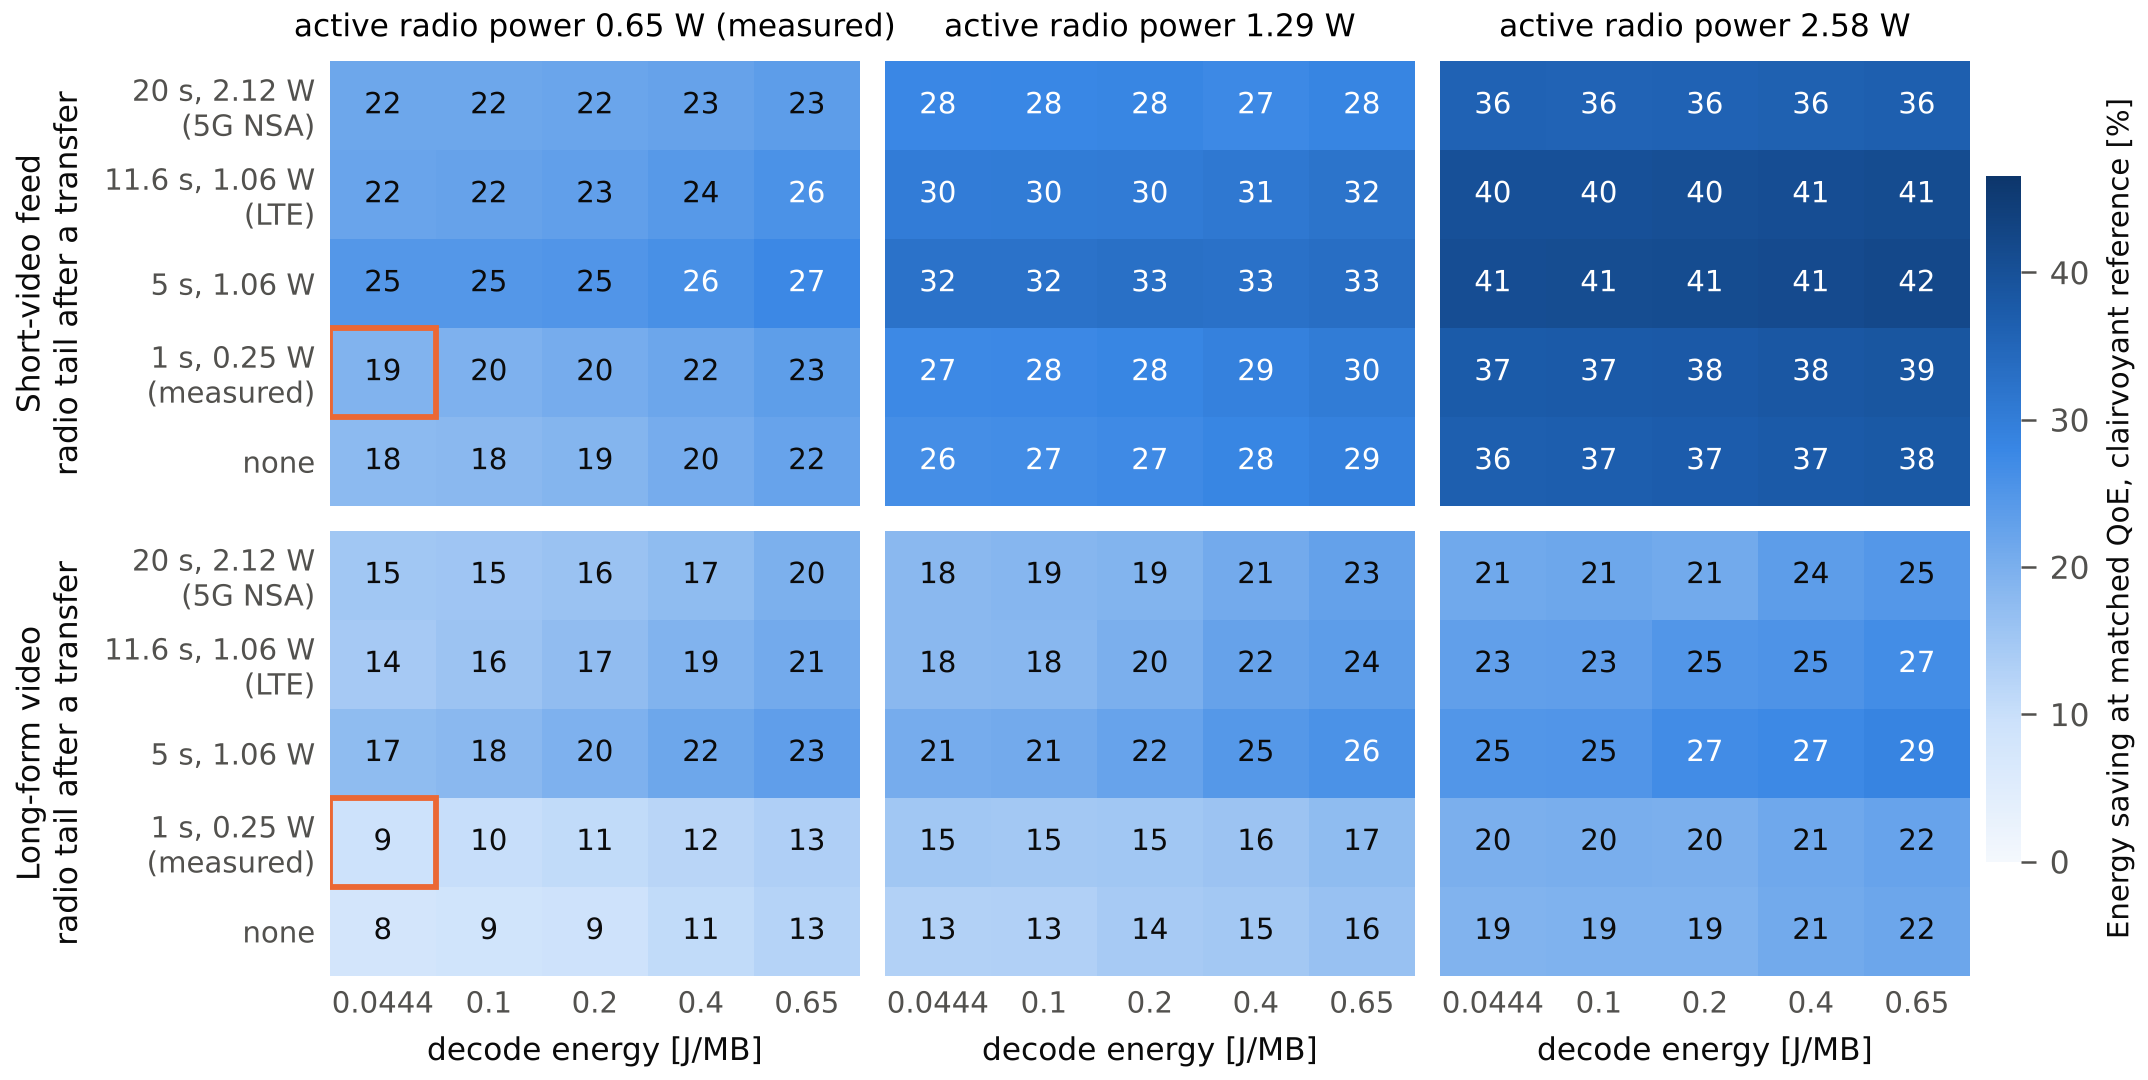 active radio power 0.65 W (measured)
active radio power 1.29 W
active radio power 2.58 W
Short-video feed
radio tail after a transfer
20 s, 2.12 W
(5G NSA)
22 22 22 23 23
28 28 28 27 28
36 36 36 36 36
11.6 s, 1.06 W
(LTE)
22 22 23 24 26
30 30 30 31 32
40 40 40 41 41
5 s, 1.06 W
25 25 25 26 27
32 32 33 33 33
41 41 41 41 42
1 s, 0.25 W
(measured)
19 20 20 22 23
27 28 28 29 30
37 37 38 38 39
none
18 18 19 20 22
26 27 27 28 29
36 37 37 37 38
Long-form video
radio tail after a transfer
20 s, 2.12 W
(5G NSA)
15 15 16 17 20
18 19 19 21 23
21 21 21 24 25
11.6 s, 1.06 W
(LTE)
14 16 17 19 21
18 18 20 22 24
23 23 25 25 27
5 s, 1.06 W
17 18 20 22 23
21 21 22 25 26
25 25 27 27 29
1 s, 0.25 W
(measured)
9 10 11 12 13
15 15 15 16 17
20 20 20 21 22
none
8 9 9 11 13
13 13 14 15 16
19 19 19 21 22
0.0444 0.1 0.2 0.4 0.65
0.0444 0.1 0.2 0.4 0.65
0.0444 0.1 0.2 0.4 0.65
decode energy [J/MB]
decode energy [J/MB]
decode energy [J/MB]
40
30
20
10
0
Energy saving at matched QoE, clairvoyant reference [%]